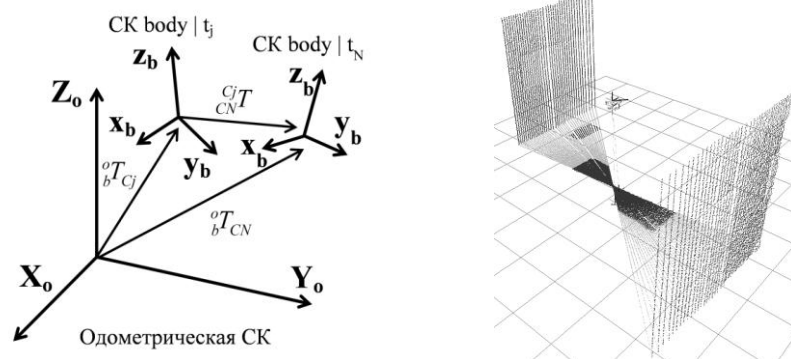 СК body | tj
СК body | tN
zb
zb
Zo
CjCNT
xb
yb
xb
yb
obTCj
obTCN
Xo
Yo
Одометрическая СК